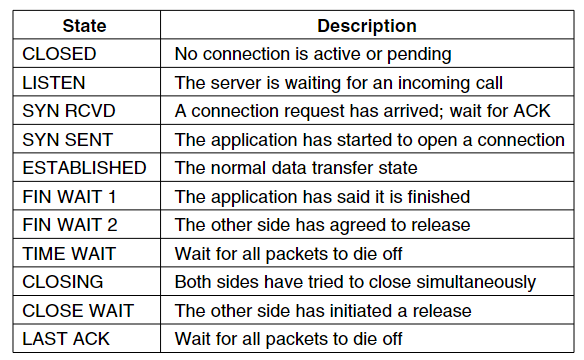 State Description
CLOSED No connection is active or pending
LISTEN The server is waiting for an incoming call
SYN RCVD A connection request has arrived; wait for ACK
SYN SENT The application has started to open a connection
ESTABLISHED The normal data transfer state
FIN WAIT 1 The application has said it is finished
FIN WAIT 2 The other side has agreed to release
TIME WAIT Wait for all packets to die off
CLOSING Both sides have tried to close simultaneously
CLOSE WAIT The other side has initiated a release
LAST ACK Wait for all packets to die off